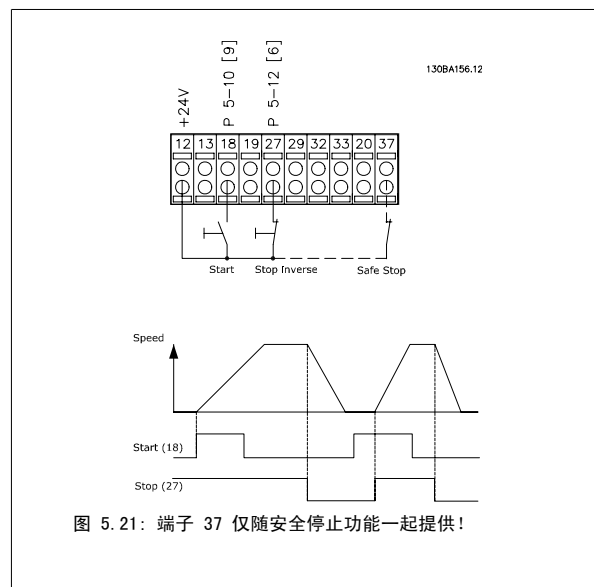 +24V
P 5-10 [9]
P 5-12 [6]
130BA156.12
12 13 18 19 27 29 32 33 20 37
Start Stop Inverse Safe Stop
Speed
Start (18)
Stop (27)
图 5.21: 端子 37 仅随安全停止功能一起提供!